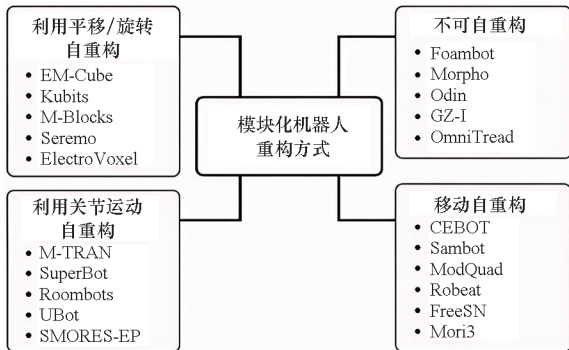 利用平移/旋转
自重构
• EM-Cube
• Kubits
• M-Blocks
• Seremo
• ElectroVoxel
不可自重构
• Foambot
• Morpho
• Odin
• GZ-I
• OmniTread
模块化机器人
重构方式
利用关节运动
自重构
• M-TRAN
• SuperBot
• Roombots
• UBot
• SMORES-EP
移动自重构
• CEBOT
• Sambot
• ModQuad
• Robeat
• FreeSN
• Mori3